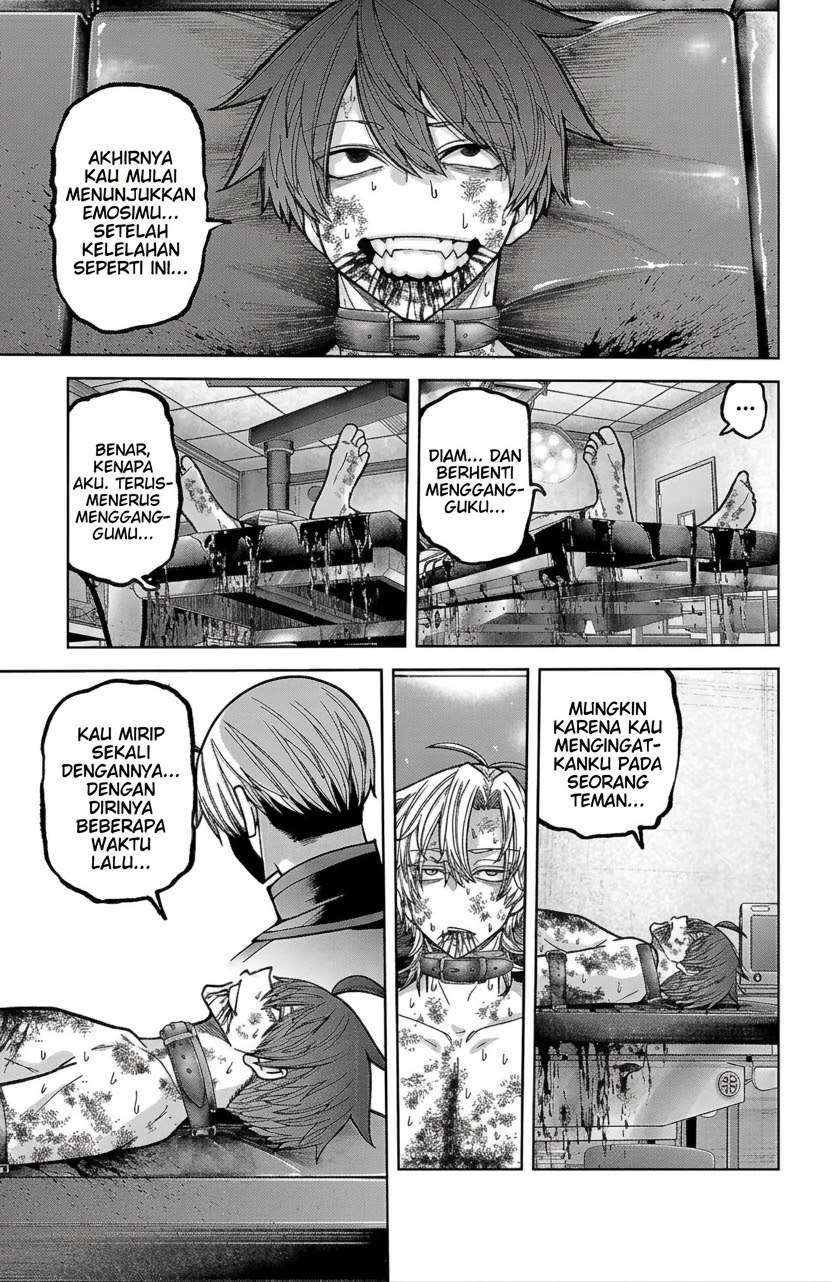 AKHIRNYA
KAU MULAI
MENUNJUKKAN
EMOSIMU...
SETELAH
KELELAHAN
SEPERTI INI...
...
DIAM... DAN
BERHENTI
MENGGANG-
GUKU...
BENAR,
KENAPA
AKU. TERUS-
MENERUS
MENGGANG-
GUMU...
MUNGKIN
KARENA KAU
MENGINGAT-
KANKU PADA
SEORANG
TEMAN...
KAU MIRIP
SEKALI
DENGANNYA...
DENGAN
DIRINYA
BEBERAPA
WAKTU
LALU...